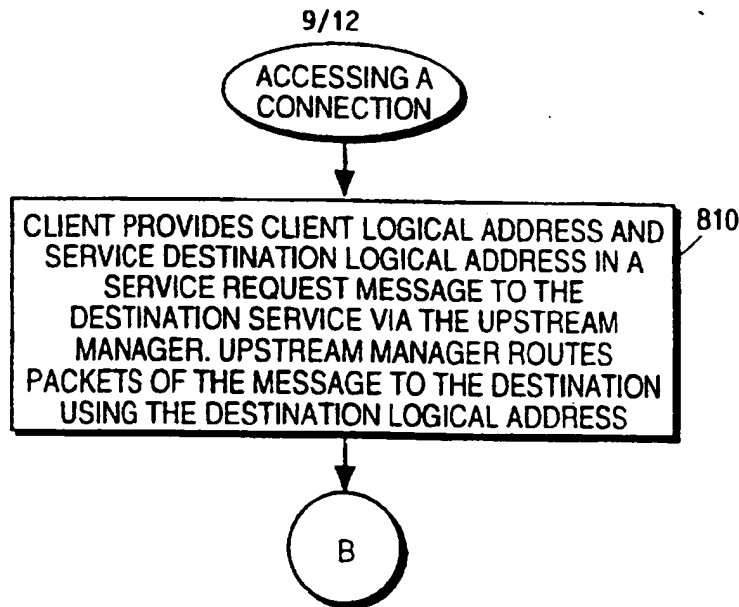 9/12
ACCESSING A
CONNECTION
CLIENT PROVIDES CLIENT LOGICAL ADDRESS AND
SERVICE DESTINATION LOGICAL ADDRESS IN A
SERVICE REQUEST MESSAGE TO THE
DESTINATION SERVICE VIA THE UPSTREAM
MANAGER. UPSTREAM MANAGER ROUTES
PACKETS OF THE MESSAGE TO THE DESTINATION
USING THE DESTINATION LOGICAL ADDRESS
810
B